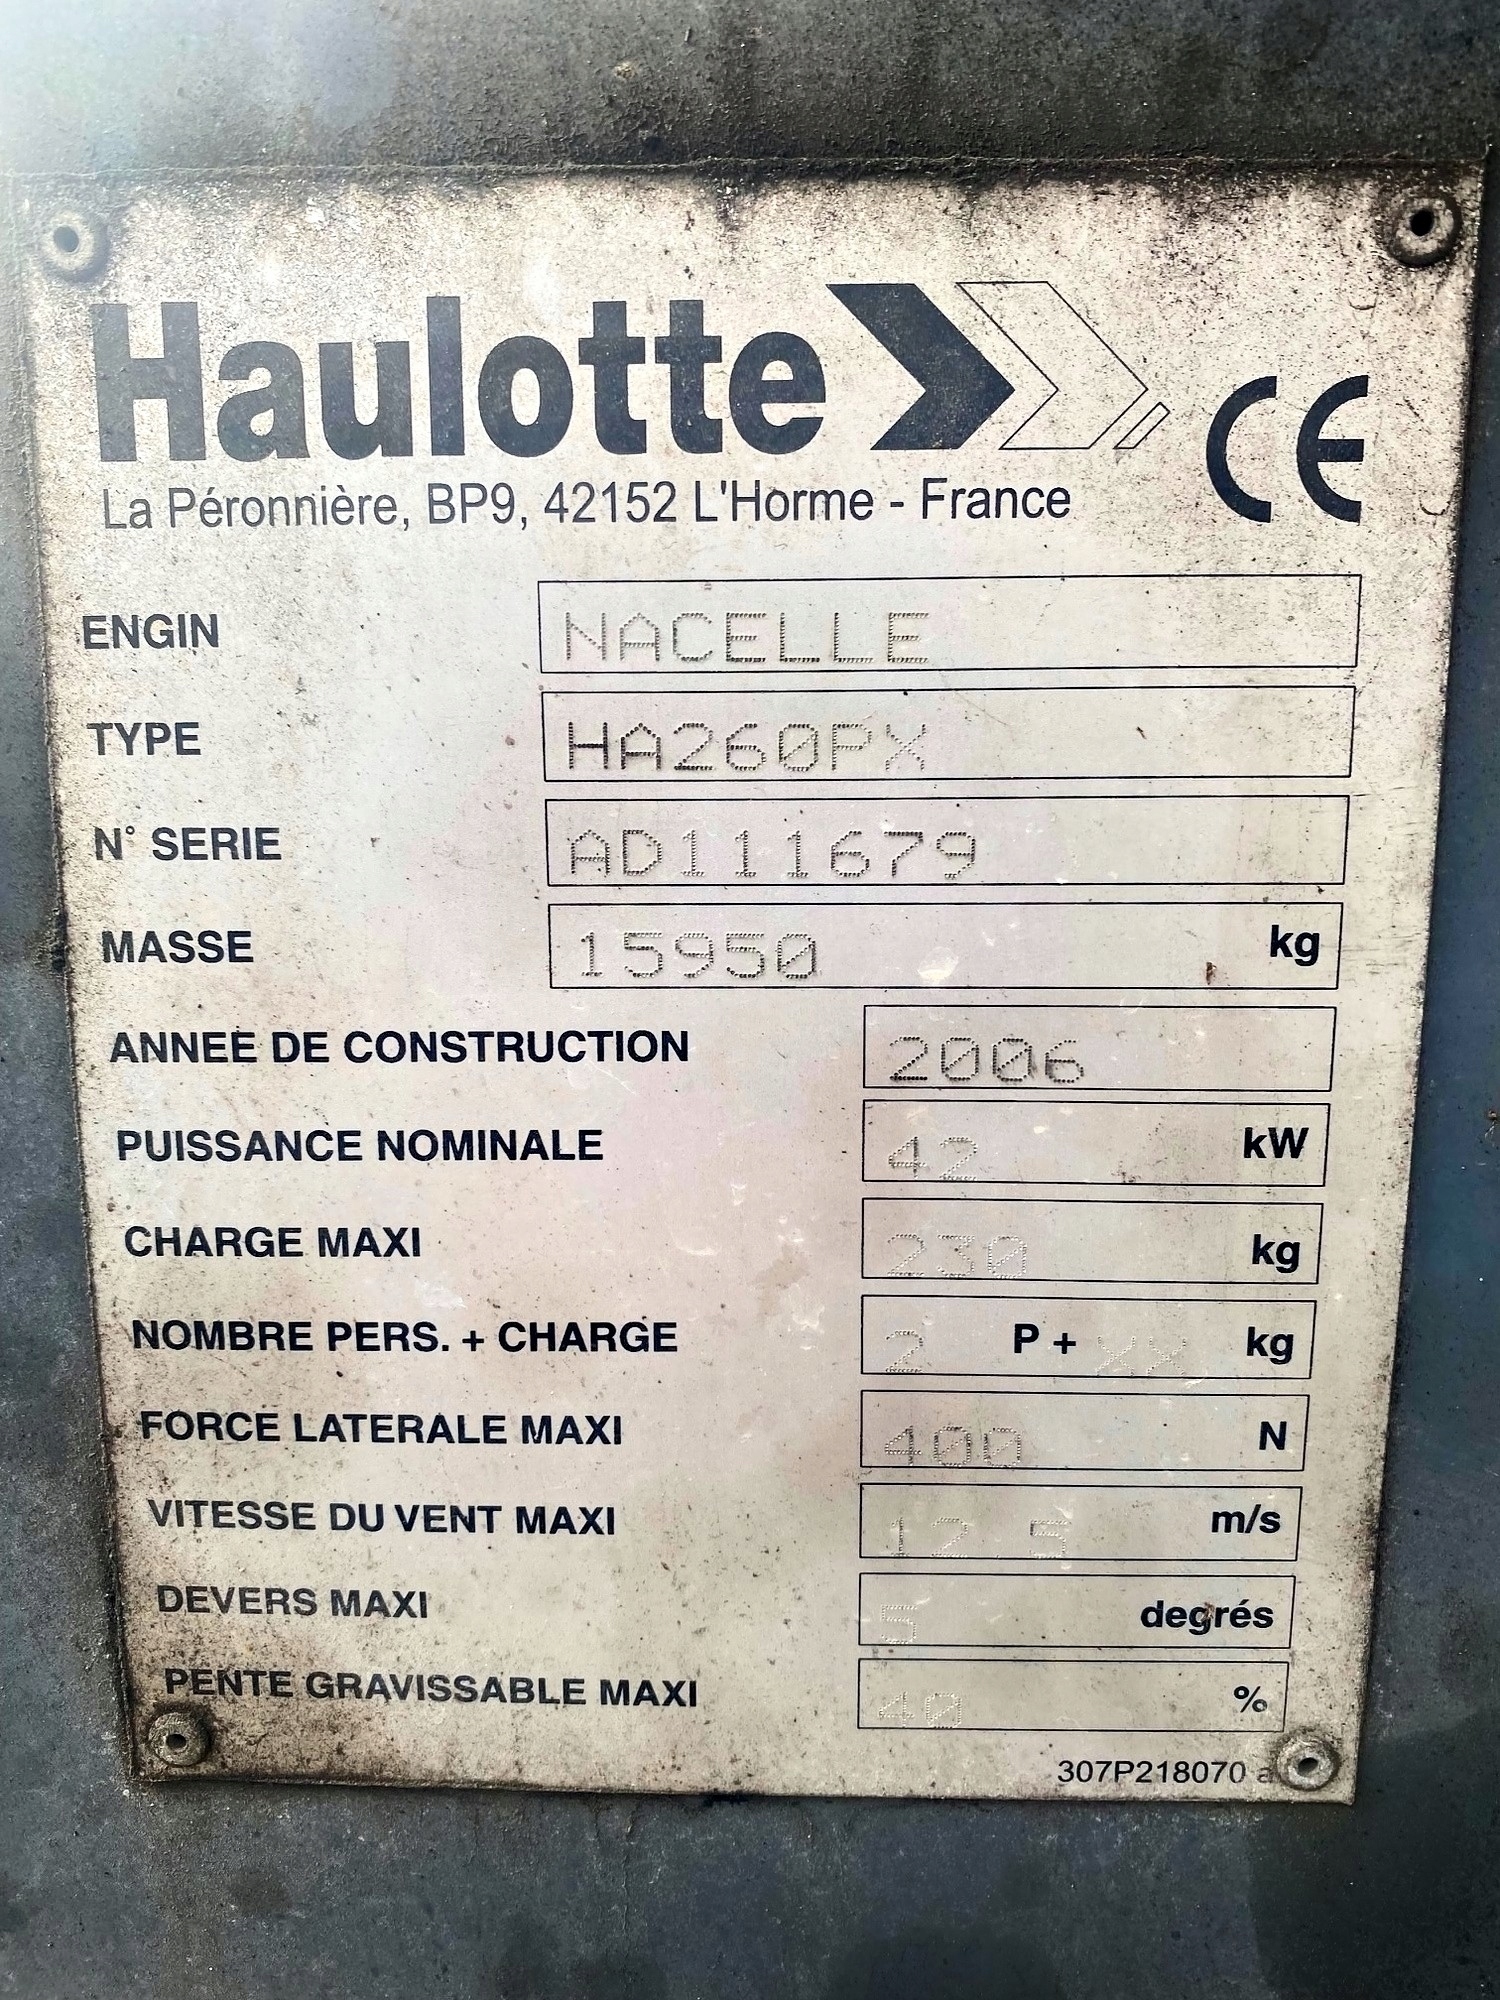 Haulotte
CE
La Péronnière, BP9, 42152 L'Horme - France
ENGIN NACELLE
TYPE HA260PX
N° SERIE AD111679
MASSE 15950 kg
ANNEE DE CONSTRUCTION 2006
PUISSANCE NOMINALE 42 kW
CHARGE MAXI 230 kg
NOMBRE PERS. + CHARGE 2 P + XX kg
FORCE LATERALE MAXI 400 N
VITESSE DU VENT MAXI 12.5 m/s
DEVERS MAXI 5 degrés
PENTE GRAVISSABLE MAXI 40 %
307P218070 a